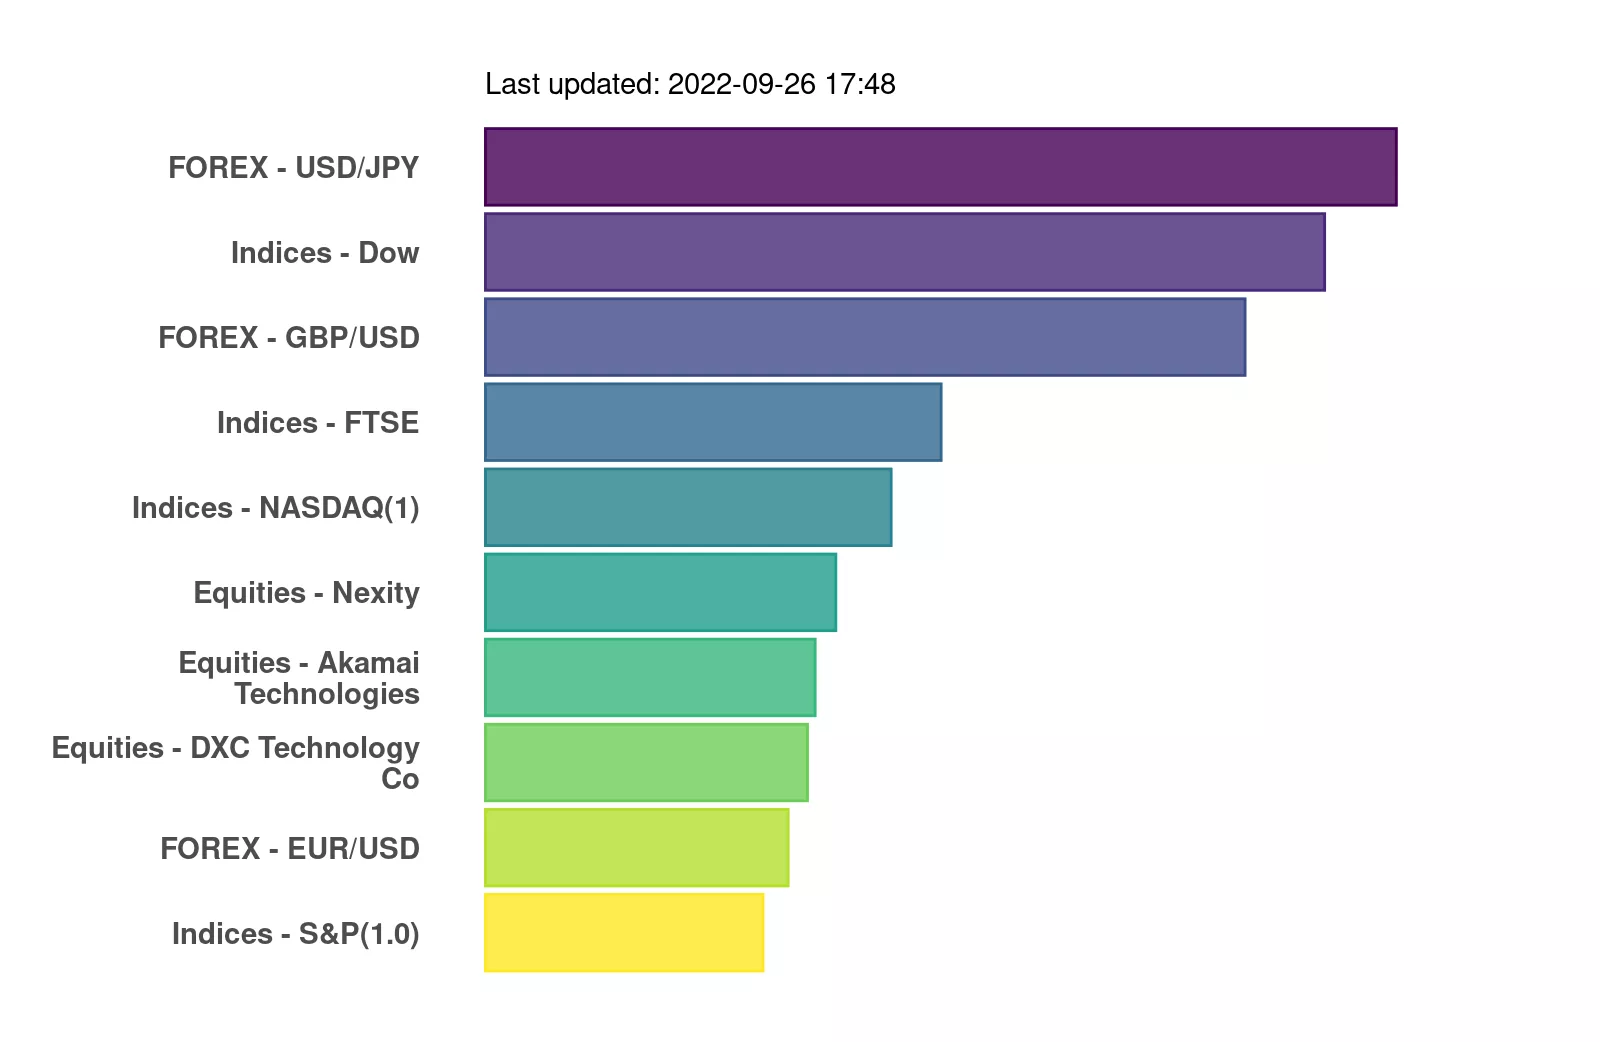 Last updated: 2022-09-26 17:48
FOREX - USD/JPY
Indices - Dow
FOREX - GBP/USD
Indices - FTSE
Indices - NASDAQ(1)
Equities - Nexity
Equities - Akamai
Technologies
Equities - DXC Technology
Co
FOREX - EUR/USD
Indices - S&P(1.0)